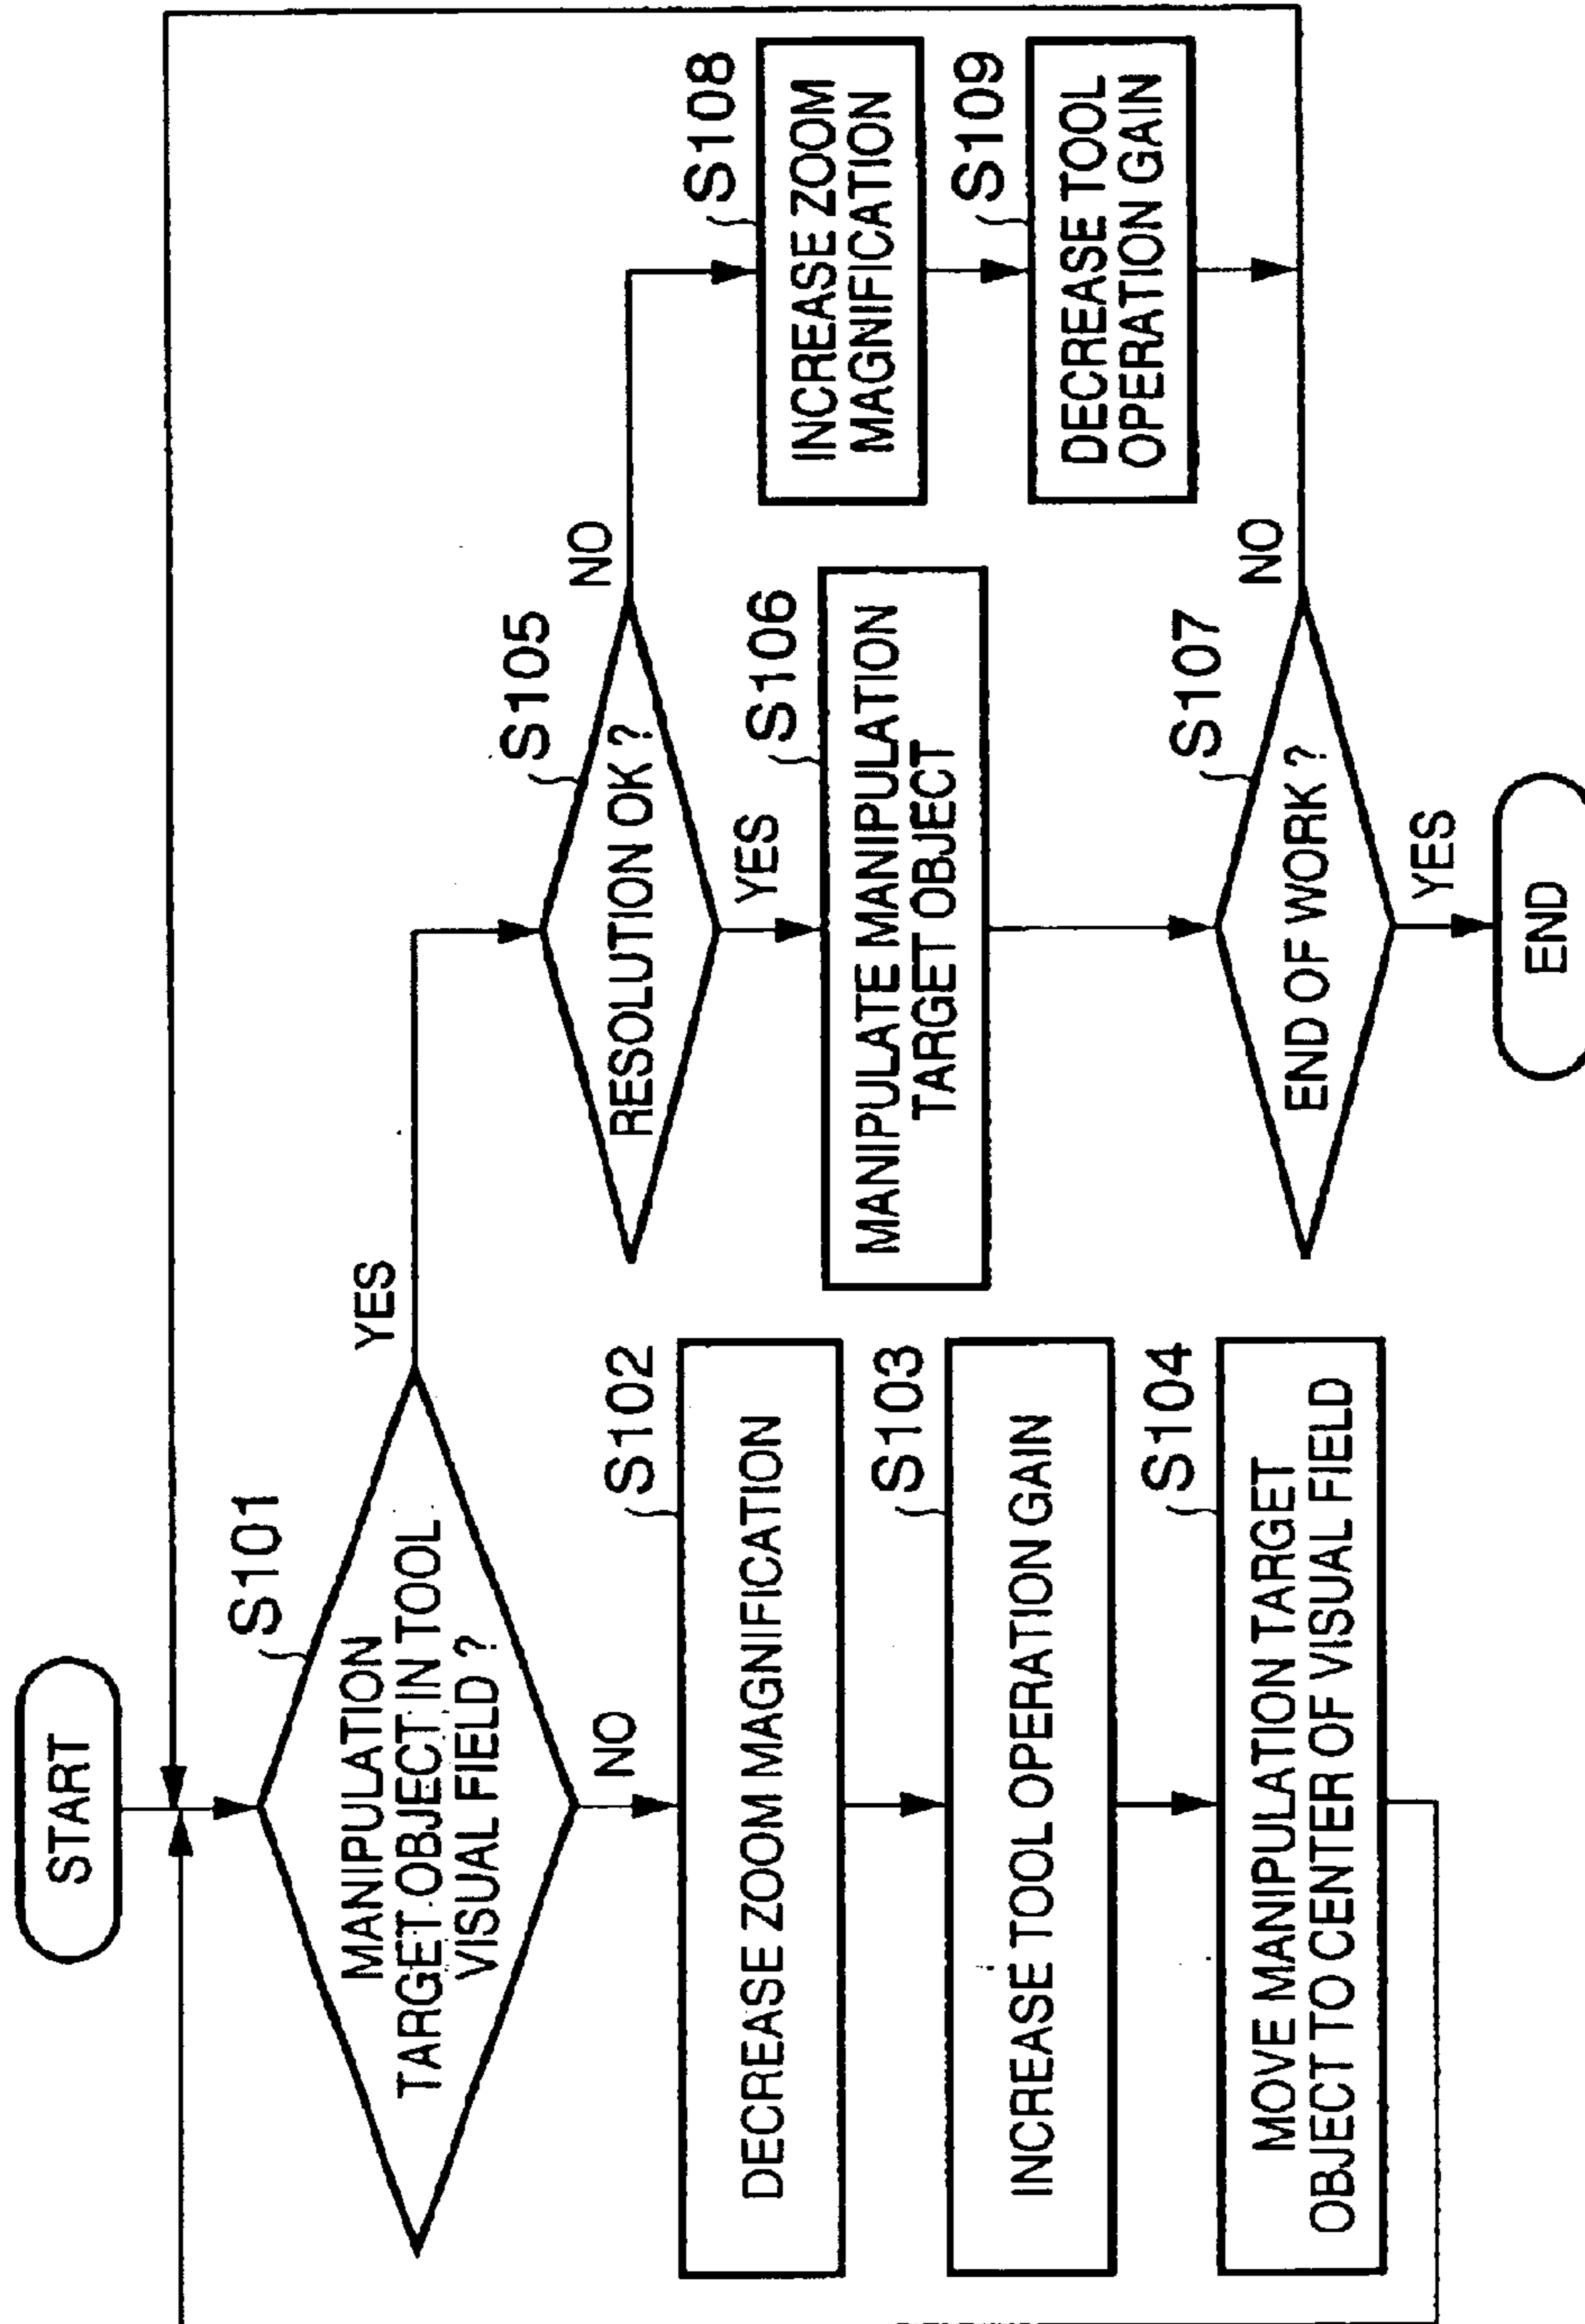 START
S101
MANIPULATION
TARGET OBJECT IN TOOL
VISUAL FIELD ?
YES
NO
S102
DECREASE ZOOM MAGNIFICATION
S103
INCREASE TOOL OPERATION GAIN
S104
MOVE MANIPULATION TARGET
OBJECT TO CENTER OF VISUAL FIELD
S105
RESOLUTION OK ?
NO
YES
S106
MANIPULATE MANIPULATION
TARGET OBJECT
S107
END OF WORK ?
NO
YES
END
S108
INCREASE ZOOM
MAGNIFICATION
S109
DECREASE TOOL
OPERATION GAIN